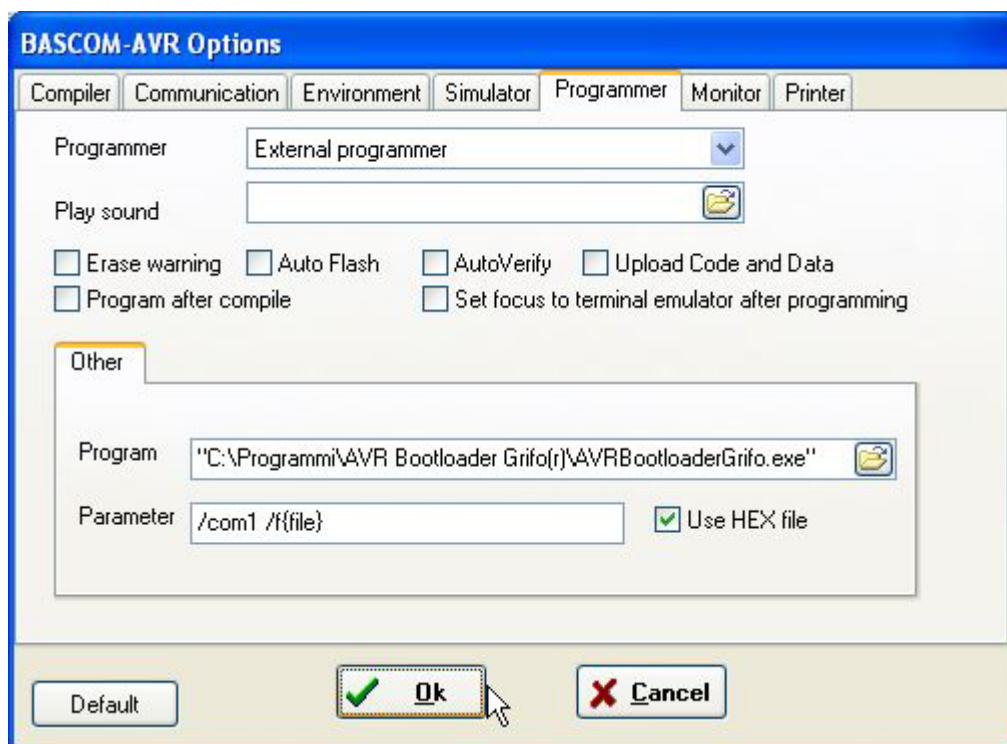 BASCOM-AVR Options
Compiler Communication Environment Simulator Programmer Monitor Printer
Programmer External programmer
Play sound
Erase warning Auto Flash AutoVerify Upload Code and Data
Program after compile Set focus to terminal emulator after programming
Other
Program "C:\Programmi\AVR Bootloader Grifo(r)\AVRBootloaderGrifo.exe"
Parameter /com1 /f{file} Use HEX file
Default Ok Cancel